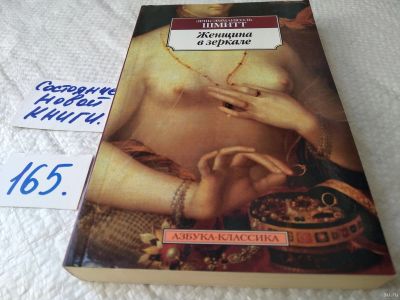 ЭРИК-ЭММАНЮЭЛЬ
ШМИТТ
Женщина
в зеркале
Состояние
новой
книги.
165.
АЗБУКА-КЛАССИКА